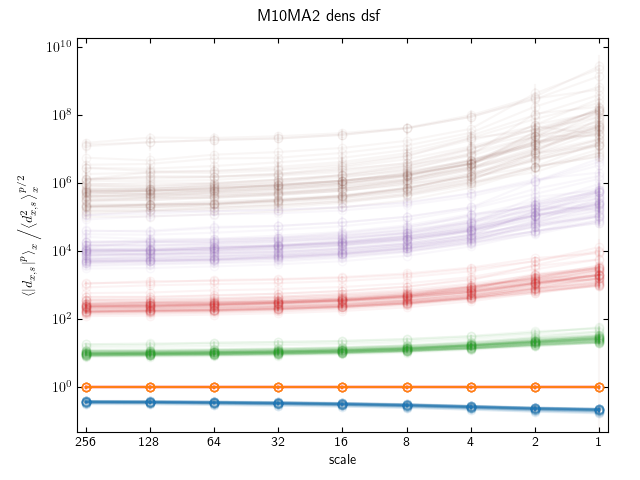 M10MA2 dens dsf
⟨|d_{x,s}|^p⟩_x / ⟨d^2_{x,s}⟩_x^{p/2}
10^{10}
10^8
10^6
10^4
10^2
10^0
256 128 64 32 16 8 4 2 1
scale